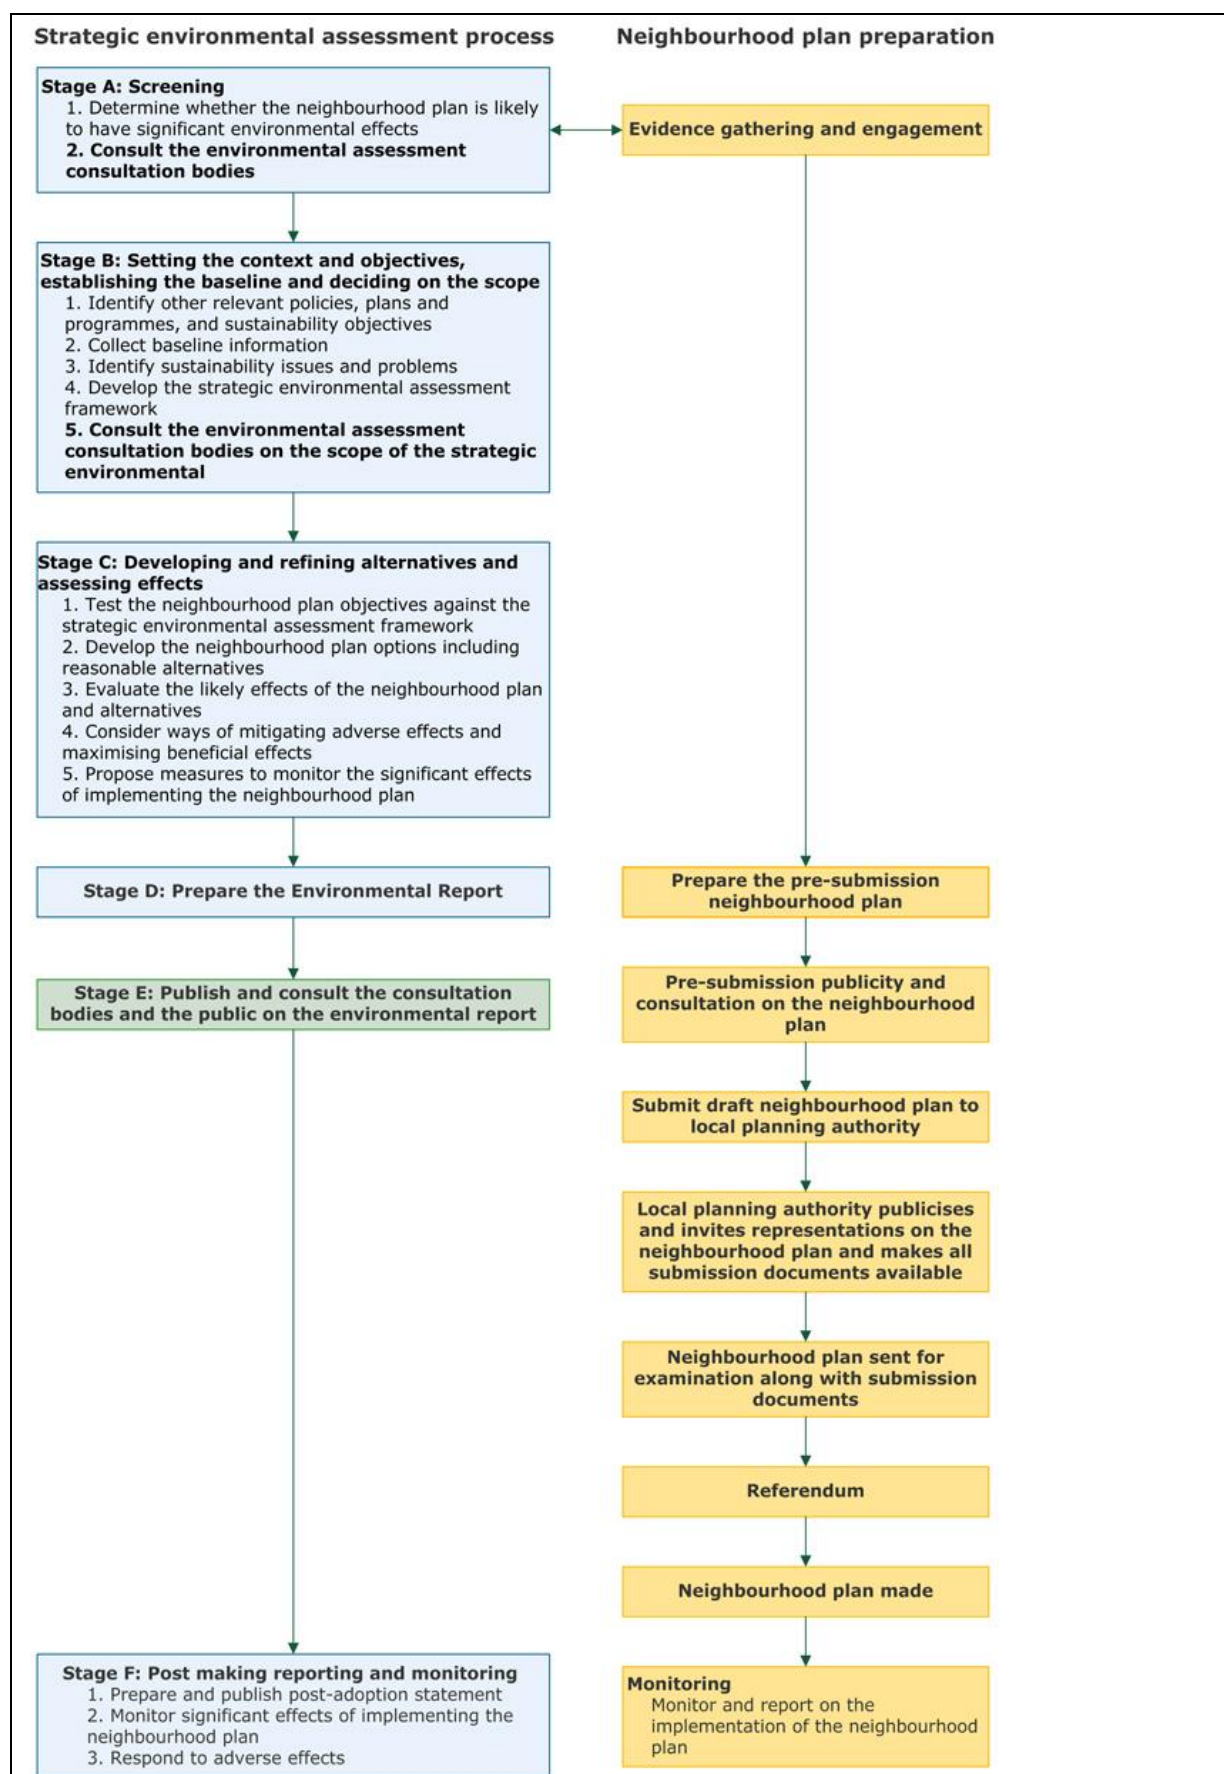 Strategic environmental assessment process
Neighbourhood plan preparation
Stage A: Screening
1. Determine whether the neighbourhood plan is likely
to have significant environmental effects
2. Consult the environmental assessment
consultation bodies
Evidence gathering and engagement
Stage B: Setting the context and objectives,
establishing the baseline and deciding on the scope
1. Identify other relevant policies, plans and
programmes, and sustainability objectives
2. Collect baseline information
3. Identify sustainability issues and problems
4. Develop the strategic environmental assessment
framework
5. Consult the environmental assessment
consultation bodies on the scope of the strategic
environmental
Stage C: Developing and refining alternatives and
assessing effects
1. Test the neighbourhood plan objectives against the
strategic environmental assessment framework
2. Develop the neighbourhood plan options including
reasonable alternatives
3. Evaluate the likely effects of the neighbourhood plan
and alternatives
4. Consider ways of mitigating adverse effects and
maximising beneficial effects
5. Propose measures to monitor the significant effects
of implementing the neighbourhood plan
Stage D: Prepare the Environmental Report
Prepare the pre-submission
neighbourhood plan
Stage E: Publish and consult the consultation
bodies and the public on the environmental report
Pre-submission publicity and
consultation on the neighbourhood
plan
Submit draft neighbourhood plan to
local planning authority
Local planning authority publicises
and invites representations on the
neighbourhood plan and makes all
submission documents available
Neighbourhood plan sent for
examination along with submission
documents
Referendum
Neighbourhood plan made
Stage F: Post making reporting and monitoring
1. Prepare and publish post-adoption statement
2. Monitor significant effects of implementing the
neighbourhood plan
3. Respond to adverse effects
Monitoring
Monitor and report on the
implementation of the neighbourhood
plan